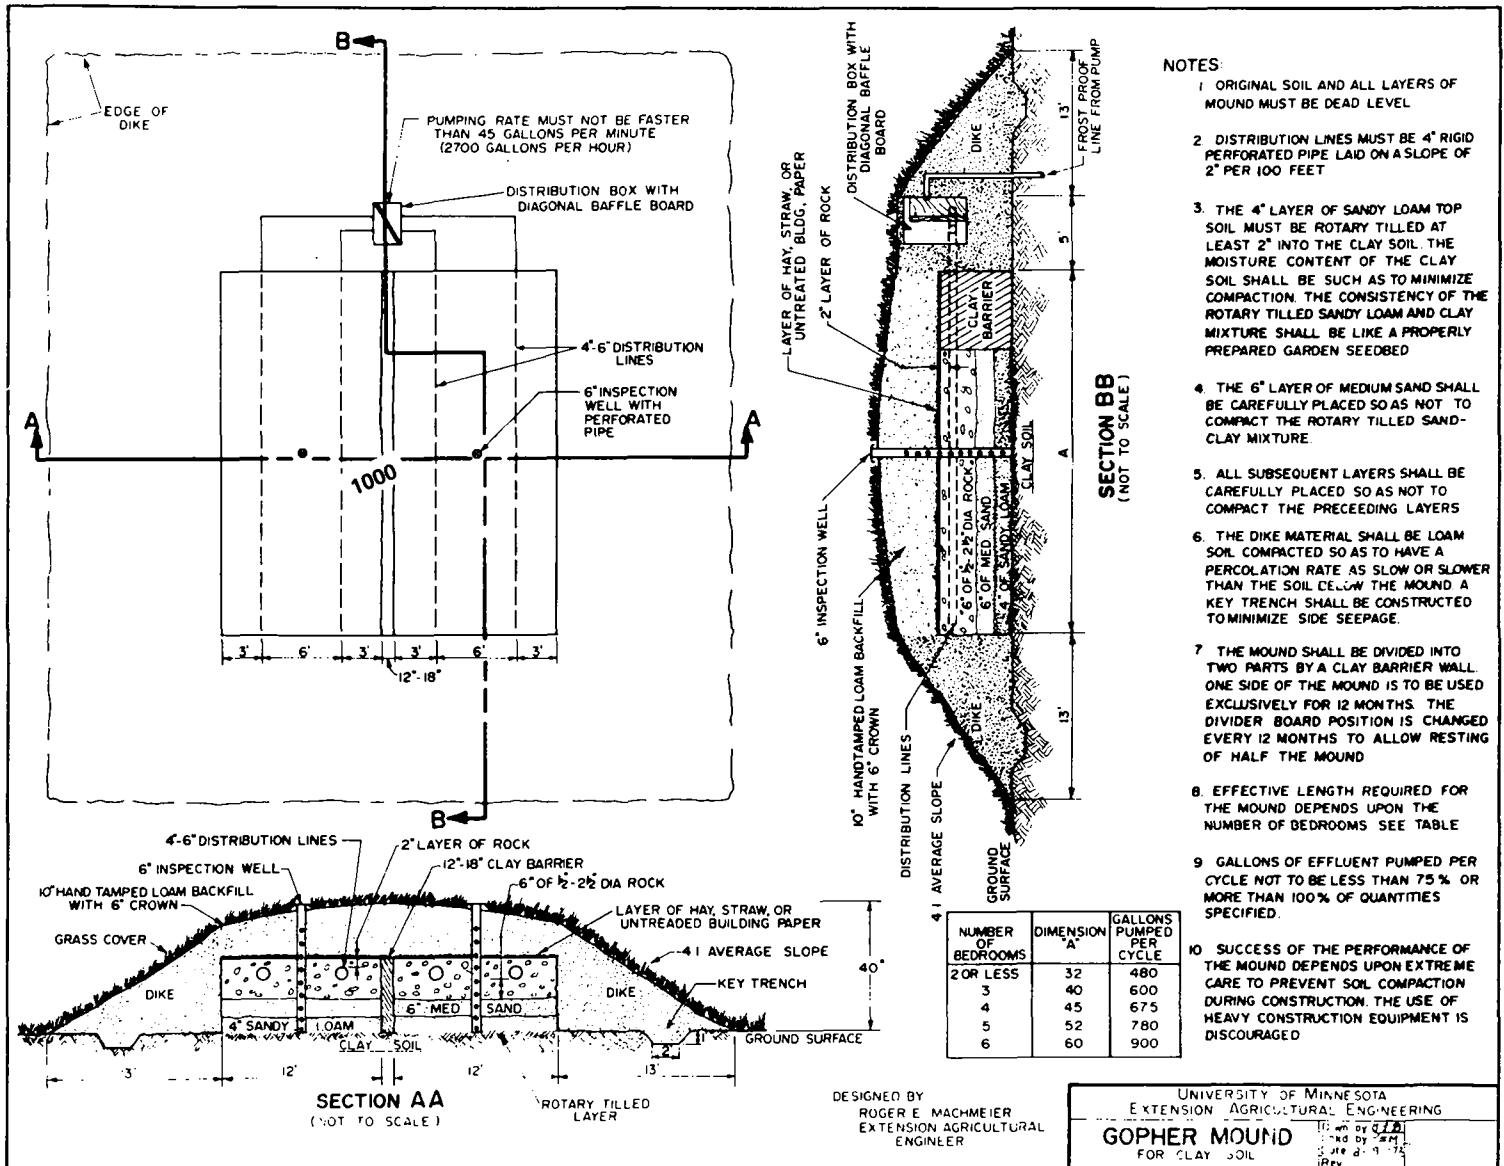 B
EDGE OF
DIKE
PUMPING RATE MUST NOT BE FASTER
THAN 45 GALLONS PER MINUTE
(2700 GALLONS PER HOUR)
DISTRIBUTION BOX WITH
DIAGONAL BAFFLE BOARD
4"-6" DISTRIBUTION
LINES
6" INSPECTION
WELL WITH
PERFORATED
PIPE
A
A
1000
3' 6' 3' 3' 6' 3'
12"-18"
B
4"-6" DISTRIBUTION LINES
2" LAYER OF ROCK
6" INSPECTION WELL
12"-18" CLAY BARRIER
10" HAND TAMPED LOAM BACKFILL
WITH 6" CROWN
6" OF ½"-2½" DIA ROCK
GRASS COVER
LAYER OF HAY, STRAW, OR
UNTREADED BUILDING PAPER
4 1 AVERAGE SLOPE
KEY TRENCH
40"
DIKE
DIKE
6" MED SAND
4" SANDY LOAM
CLAY SOIL
GROUND SURFACE
1'
2'
3' 12' 12' 13'
SECTION AA
(NOT TO SCALE)
ROTARY TILLED
LAYER
DISTRIBUTION BOX WITH
DIAGONAL BAFFLE
BOARD
FROST PROOF
LINE FROM PUMP
13'
DIKE
LAYER OF HAY, STRAW, OR
UNTREATED BLDG, PAPER
2" LAYER OF ROCK
5'
CLAY
BARRIER
A
CLAY SOIL
6" OF ½"-2½" DIA ROCK
6" OF MED. SAND
4" OF SANDY LOAM
6" INSPECTION WELL
10" HANDTAMPED LOAM BACKFILL
WITH 6" CROWN
DISTRIBUTION LINES
4 1 AVERAGE SLOPE
DIKE
13'
GROUND
SURFACE
SECTION BB
(NOT TO SCALE)
NOTES:
1 ORIGINAL SOIL AND ALL LAYERS OF
MOUND MUST BE DEAD LEVEL
2. DISTRIBUTION LINES MUST BE 4" RIGID
PERFORATED PIPE LAID ON A SLOPE OF
2" PER 100 FEET
3. THE 4" LAYER OF SANDY LOAM TOP
SOIL MUST BE ROTARY TILLED AT
LEAST 2" INTO THE CLAY SOIL. THE
MOISTURE CONTENT OF THE CLAY
SOIL SHALL BE SUCH AS TO MINIMIZE
COMPACTION. THE CONSISTENCY OF THE
ROTARY TILLED SANDY LOAM AND CLAY
MIXTURE SHALL BE LIKE A PROPERLY
PREPARED GARDEN SEEDBED
4. THE 6" LAYER OF MEDIUM SAND SHALL
BE CAREFULLY PLACED SO AS NOT TO
COMPACT THE ROTARY TILLED SAND-
CLAY MIXTURE.
5. ALL SUBSEQUENT LAYERS SHALL BE
CAREFULLY PLACED SO AS NOT TO
COMPACT THE PRECEEDING LAYERS
6. THE DIKE MATERIAL SHALL BE LOAM
SOIL COMPACTED SO AS TO HAVE A
PERCOLATION RATE AS SLOW OR SLOWER
THAN THE SOIL BELOW THE MOUND A
KEY TRENCH SHALL BE CONSTRUCTED
TO MINIMIZE SIDE SEEPAGE.
7 THE MOUND SHALL BE DIVIDED INTO
TWO PARTS BY A CLAY BARRIER WALL.
ONE SIDE OF THE MOUND IS TO BE USED
EXCLUSIVELY FOR 12 MONTHS. THE
DIVIDER BOARD POSITION IS CHANGED
EVERY 12 MONTHS TO ALLOW RESTING
OF HALF THE MOUND
8. EFFECTIVE LENGTH REQUIRED FOR
THE MOUND DEPENDS UPON THE
NUMBER OF BEDROOMS SEE TABLE
9 GALLONS OF EFFLUENT PUMPED PER
CYCLE NOT TO BE LESS THAN 75% OR
MORE THAN 100% OF QUANTITIES
SPECIFIED.
10 SUCCESS OF THE PERFORMANCE OF
THE MOUND DEPENDS UPON EXTREME
CARE TO PREVENT SOIL COMPACTION
DURING CONSTRUCTION. THE USE OF
HEAVY CONSTRUCTION EQUIPMENT IS
DISCOURAGED
NUMBER OF BEDROOMS DIMENSION "A" GALLONS PUMPED PER CYCLE
2 OR LESS 32 480
3 40 600
4 45 675
5 52 780
6 60 900
DESIGNED BY
ROGER E MACHMEIER
EXTENSION AGRICULTURAL
ENGINEER
UNIVERSITY OF MINNESOTA
EXTENSION AGRICULTURAL ENGINEERING
GOPHER MOUND
FOR CLAY SOIL